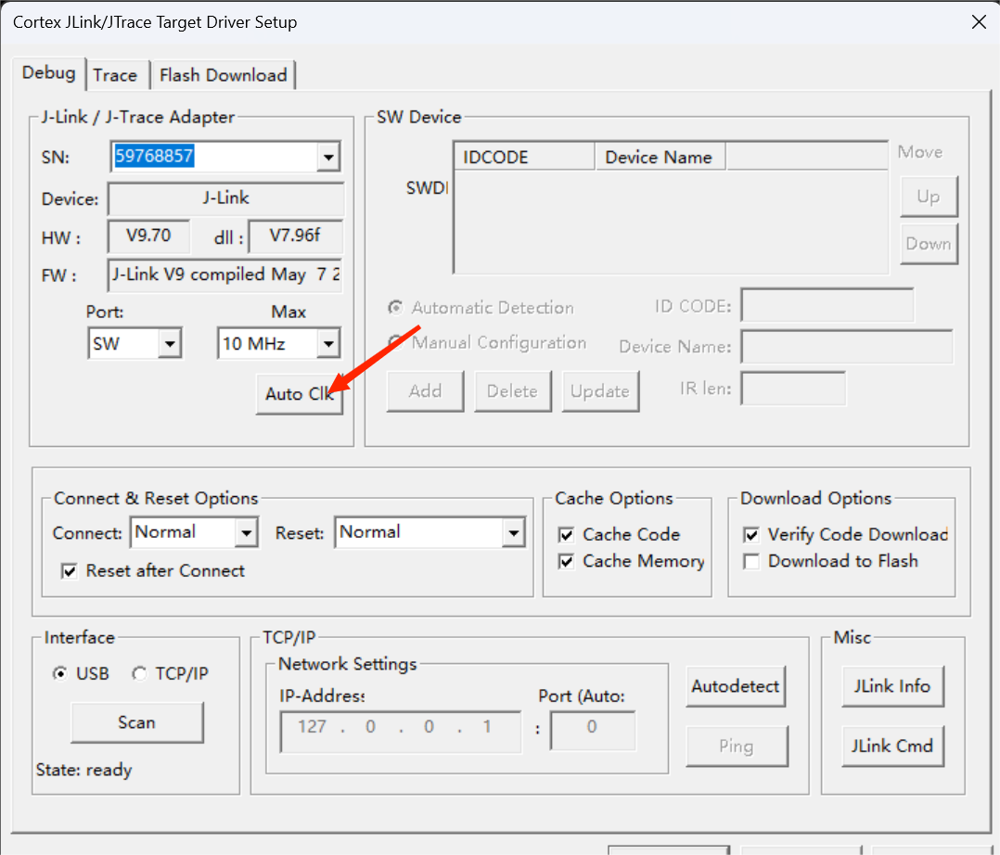 Cortex JLink/JTrace Target Driver Setup
Debug
Trace
Flash Download
J-Link / J-Trace Adapter
SN:
59768857
Device:
J-Link
HW :
V9.70
dll :
V7.96f
FW :
J-Link V9 compiled May 7 2
Port:
Max
SW
10 MHz
Auto Clk
SW Device
IDCODE
Device Name
SWDI
Move
Up
Down
Automatic Detection
Manual Configuration
ID CODE:
Device Name:
IR len:
Add
Delete
Update
Connect & Reset Options
Connect:
Normal
Reset:
Normal
Reset after Connect
Cache Options
Cache Code
Cache Memory
Download Options
Verify Code Download
Download to Flash
Interface
USB
TCP/IP
Scan
State: ready
TCP/IP
Network Settings
IP-Address
Port (Auto:
127 . 0 . 0 . 1
:
0
Autodetect
Ping
Misc
JLink Info
JLink Cmd